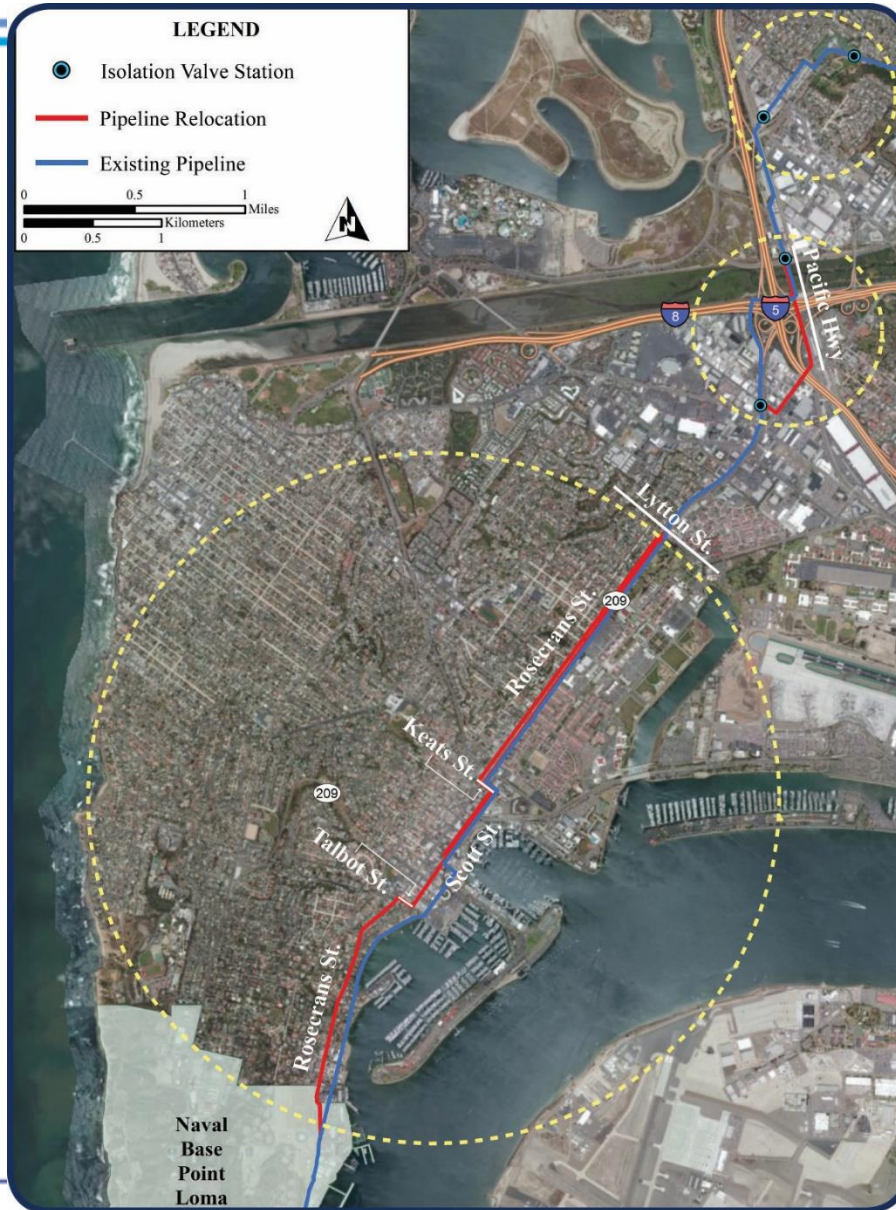 LEGEND
Isolation Valve Station
Pipeline Relocation
Existing Pipeline
0 0.5 1
Miles
Kilometers
0 0.5 1
N
Pacific Hwy
8
5
Lytton St.
209
Rosecrans St.
Keats St.
209
Scott St.
Talbot St.
Rosecrans St.
Naval
Base
Point
Loma